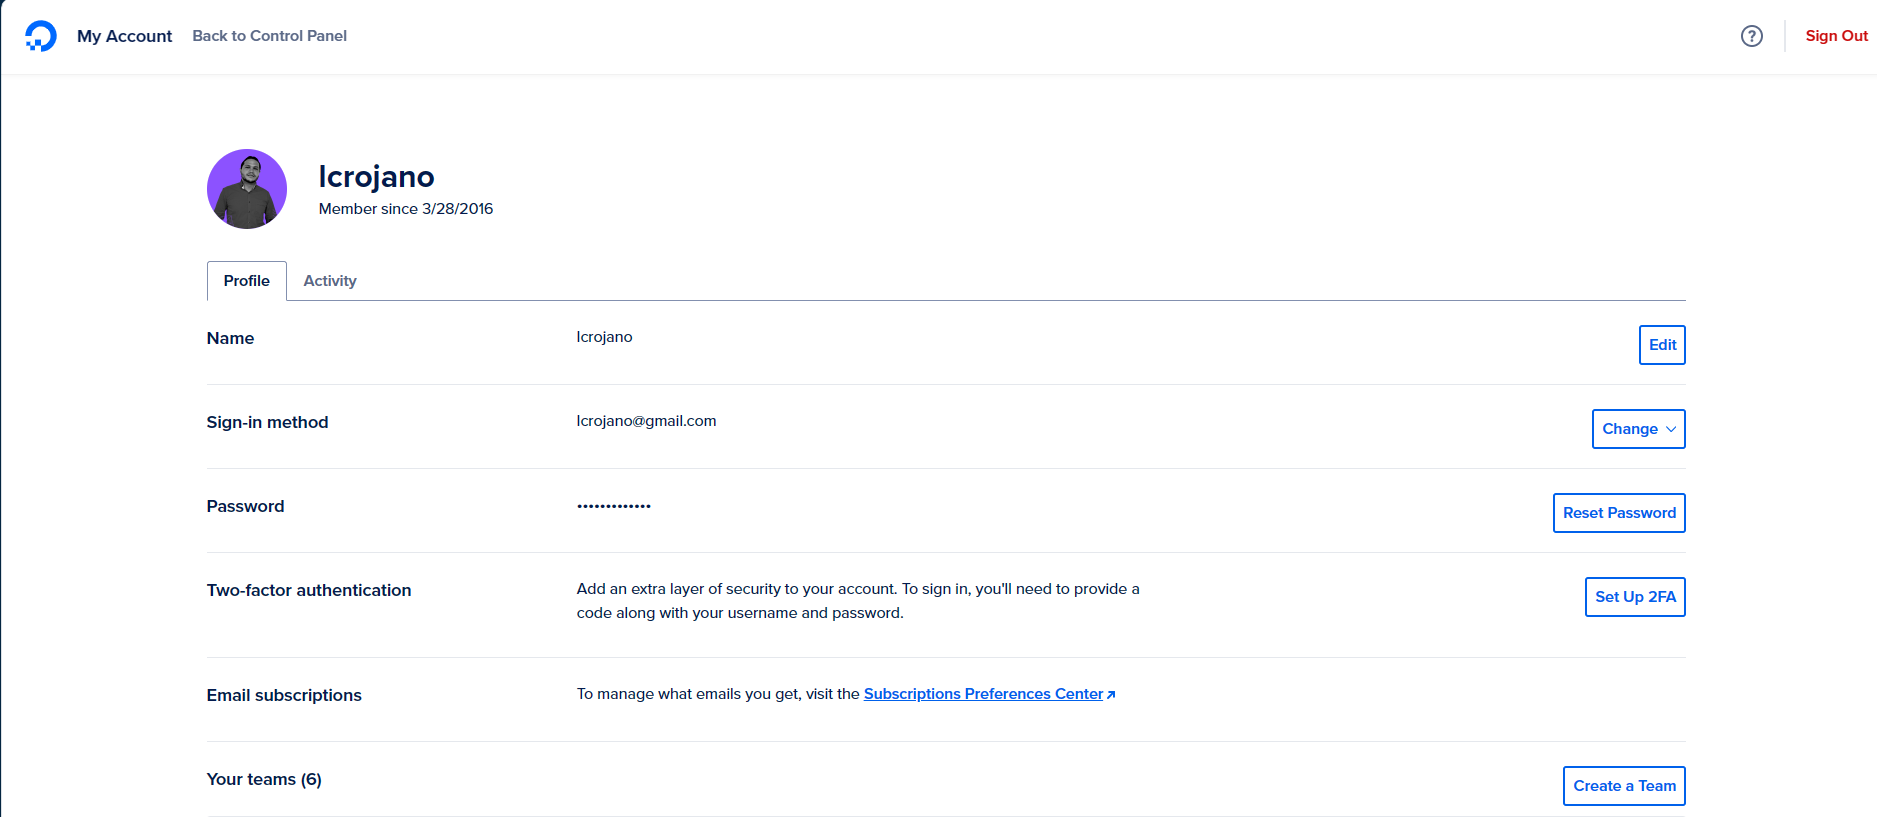 My Account Back to Control Panel Sign Out
lcrojano
Member since 3/28/2016
Profile Activity
Name lcrojano Edit
Sign-in method lcrojano@gmail.com Change
Password ••••••••••••• Reset Password
Two-factor authentication Add an extra layer of security to your account. To sign in, you'll need to provide a Set Up 2FA
code along with your username and password.
Email subscriptions To manage what emails you get, visit the Subscriptions Preferences Center
Your teams (6) Create a Team